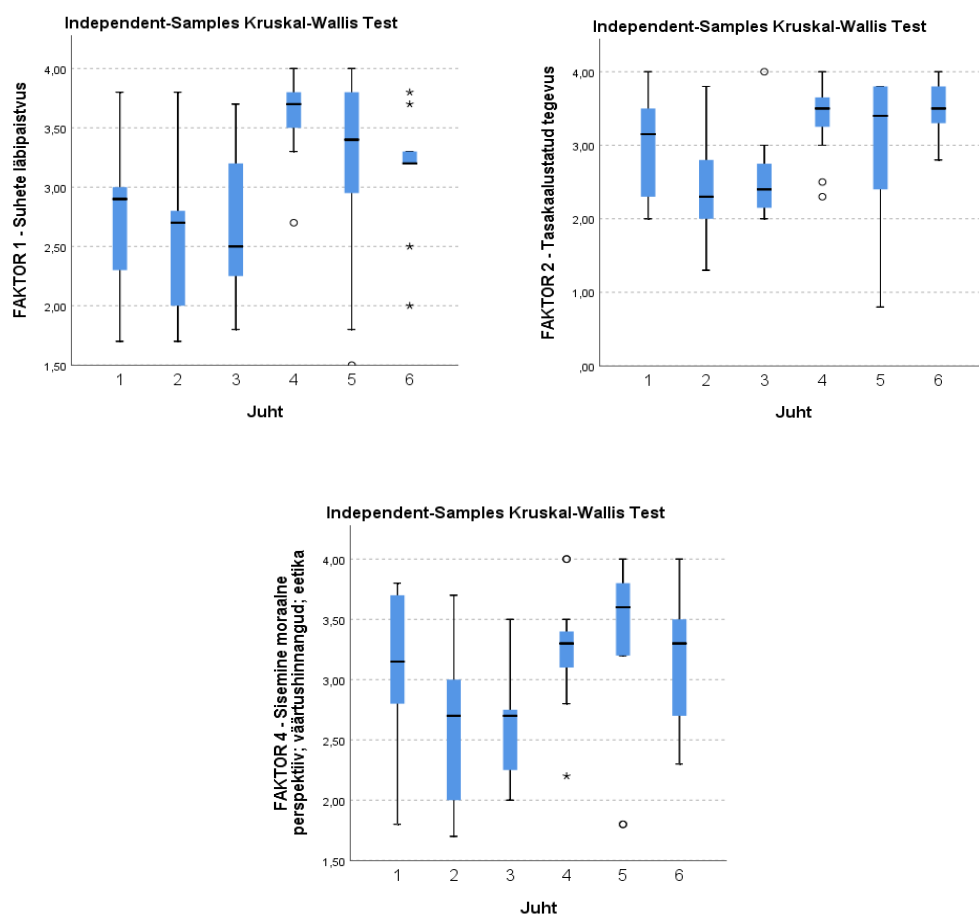 Independent-Samples Kruskal-Wallis Test
FAKTOR 1 - Suhete läbipaistvus
4,00
3,50
3,00
2,50
2,00
1,50
1 2 3 4 5 6
Juht
Independent-Samples Kruskal-Wallis Test
FAKTOR 2 - Tasakaalustatud tegevus
4,00
3,00
2,00
1,00
,00
1 2 3 4 5 6
Juht
Independent-Samples Kruskal-Wallis Test
FAKTOR 4 - Sisemine moraalne
perspektiiv; väärtushinnangud; eetika
4,00
3,50
3,00
2,50
2,00
1,50
1 2 3 4 5 6
Juht